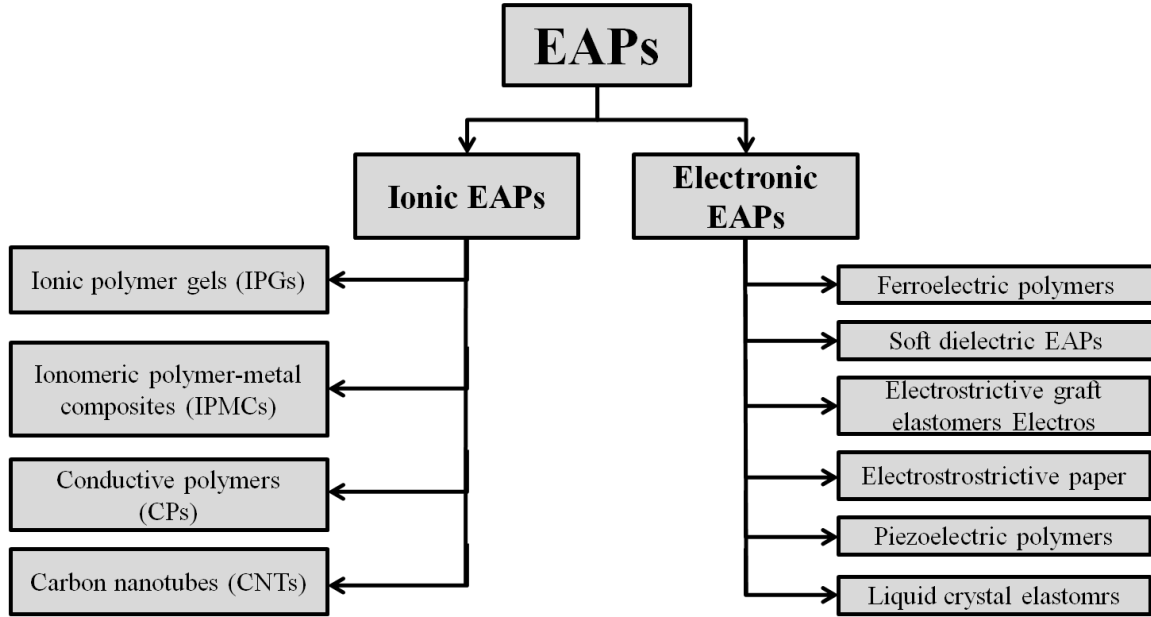 EAPs
Ionic EAPs
Electronic
EAPs
Ionic polymer gels (IPGs)
Ionomeric polymer-metal
composites (IPMCs)
Conductive polymers
(CPs)
Carbon nanotubes (CNTs)
Ferroelectric polymers
Soft dielectric EAPs
Electrostrictive graft
elastomers Electros
Electrostrostrictive paper
Piezoelectric polymers
Liquid crystal elastomrs